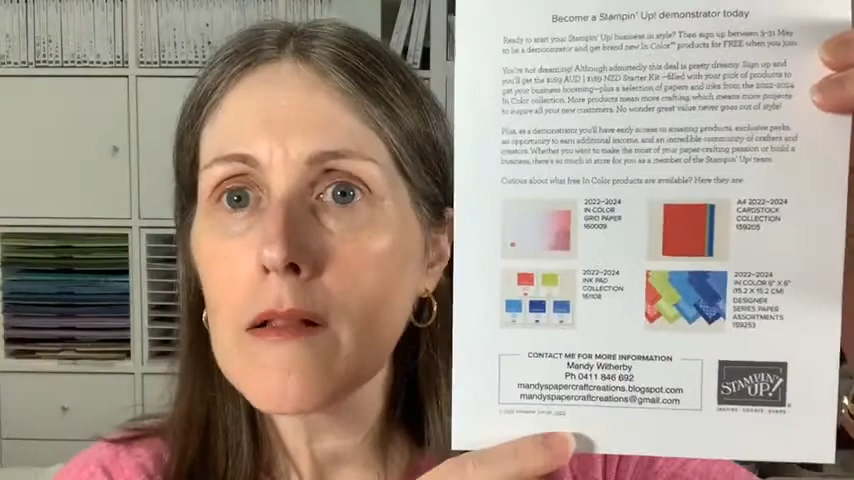 Become a Stampin' Up! demonstrator today
Ready to start your Stampin' Up! business in style? Then sign up between 3–31 May
to be a demonstrator and get brand new In Color™ products for FREE when you join.
You're not dreaming! Although admittedly this deal is pretty dreamy. Sign up and
you'll get the $169 AUD | $169 NZD Starter Kit—filled with your pick of products to
get your business booming. Plus, a selection of papers and inks from the 2022–2024
In Color collection. More products mean more crafting, which means more projects
to inspire all your new customers. No wonder great value never goes out of style!
Plus, as a demonstrator you'll have early access to amazing products, exclusive perks,
an opportunity to earn additional income, and an incredible community of crafters and
creators. Whether you want to make the most of your paper-crafting passion or build a
business, there's so much in store for you as a member of the Stampin' Up! team!
Curious about what free In Color products are available? Here they are:
2022–2024
IN COLOR
GRID PAPER
160009
A4 2022–2024
CARDSTOCK
COLLECTION
159205
2022–2024
INK PAD
COLLECTION
161108
2022–2024
IN COLOR 6" X 6"
(15.2 X 15.2 CM)
DESIGNER
SERIES PAPER
ASSORTMENTS
159253
CONTACT ME FOR MORE INFORMATION
Mandy Witherby
Ph 0411 846 692
mandyspapercraftcreations.blogspot.com
mandyspapercraftcreations@gmail.com
STAMPIN' UP!
INSPIRE · CREATE · SHARE